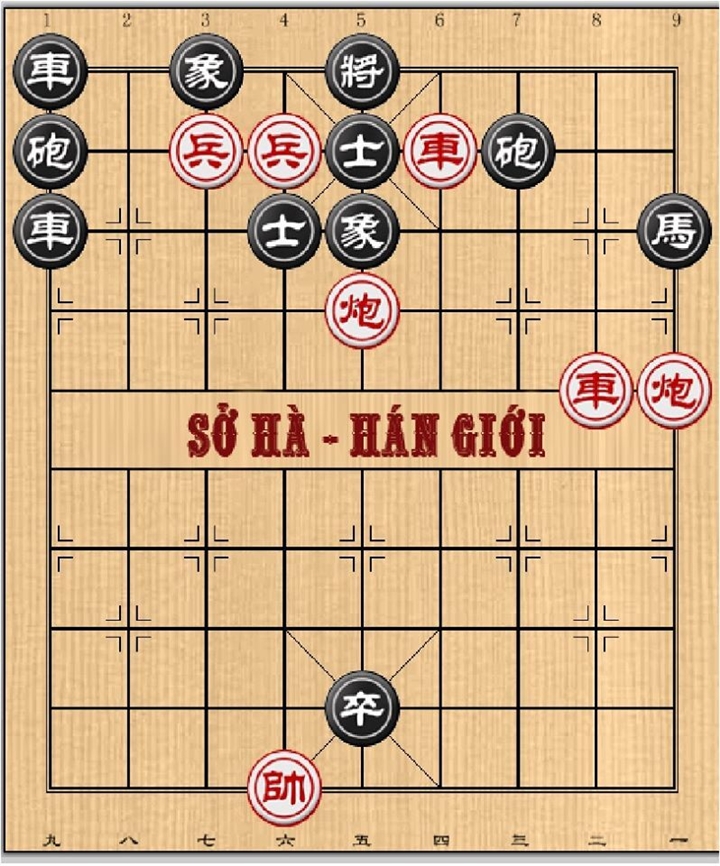 1 2 3 4 5 6 7 8 9
車 象 將
砲 兵 兵 士 車 砲
車 士 象 馬
炮
車 炮
SỞ HÀ - HÁN GIỚI
卒
帥
九 八 七 六 五 四 三 二 一